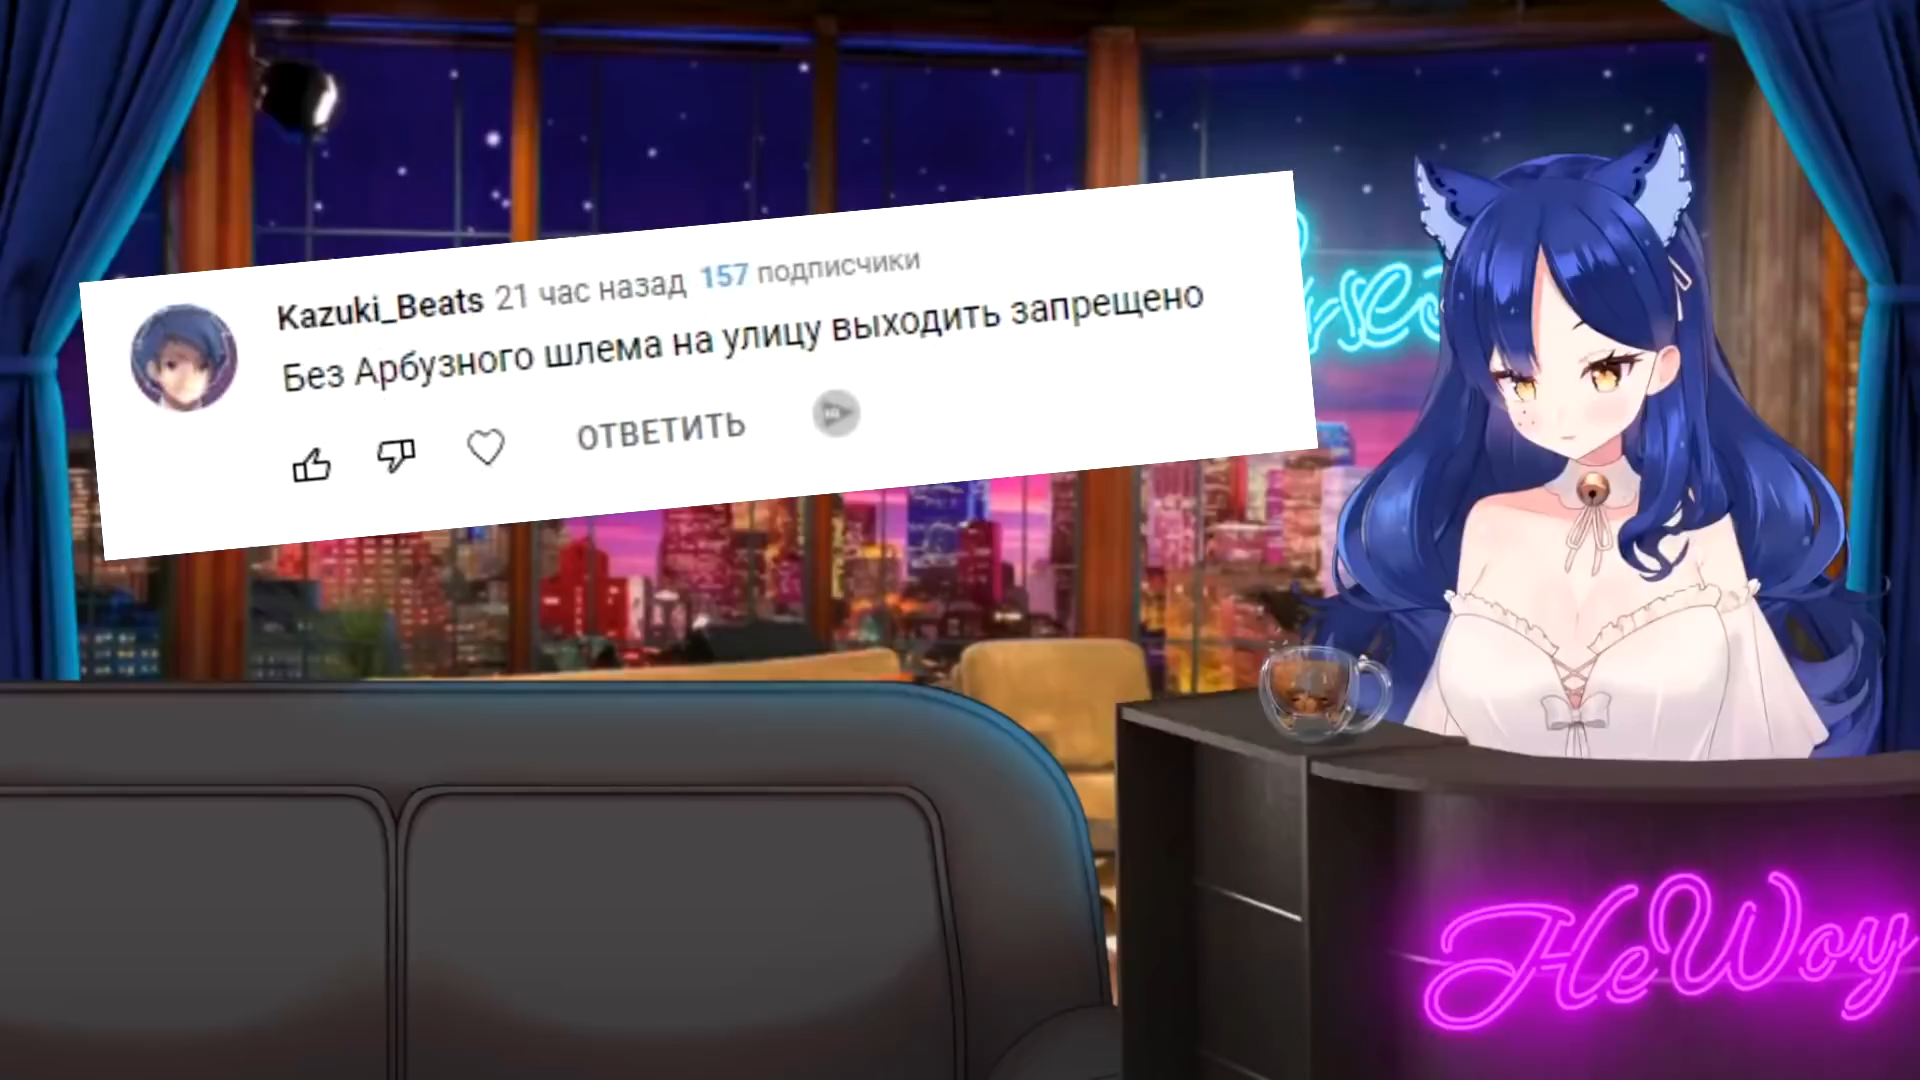 Kazuki_Beats 21 час назад 157 подписчики
Без Арбузного шлема на улицу выходить запрещено
ОТВЕТИТЬ
HeWoy